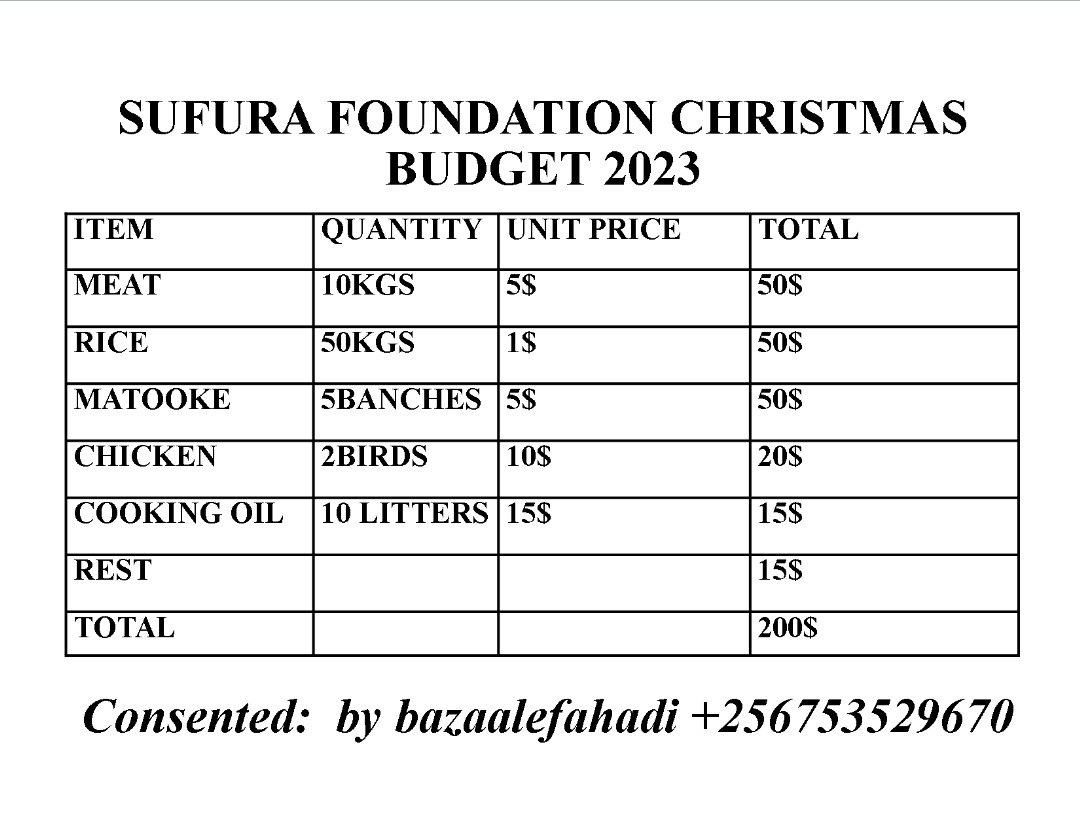 SUFURA FOUNDATION CHRISTMAS
BUDGET 2023
ITEM QUANTITY UNIT PRICE TOTAL
MEAT 10KGS 5$ 50$
RICE 50KGS 1$ 50$
MATOOKE 5BANCHES 5$ 50$
CHICKEN 2BIRDS 10$ 20$
COOKING OIL 10 LITTERS 15$ 15$
REST 15$
TOTAL 200$
Consented: by bazaalefahadi +256753529670